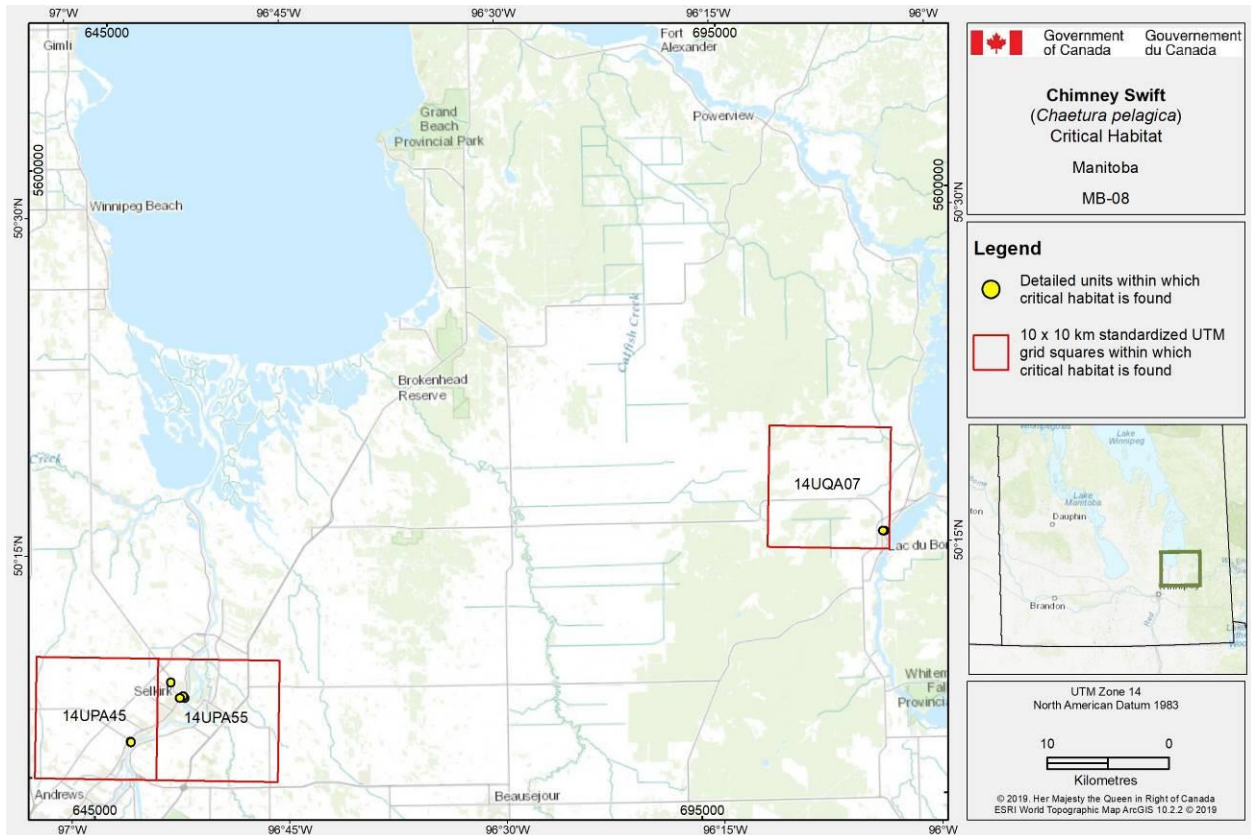 97°W
96°45'W
96°30'W
96°15'W
96°W
645000
695000
Gimli
Fort
Alexander
Grand
Beach
Provincial Park
Powerview
5600000
5600000
50°30'N
50°30'N
Winnipeg Beach
Catfish Creek
Brokenhead
Reserve
Creek
14UQA07
Lac du Bon
50°15'N
50°15'N
Selkirk
14UPA45
14UPA55
Whitem
Fal
Provincia
Andrews
Beausejour
645000
695000
97°W
96°45'W
96°30'W
96°15'W
96°W
Government
of Canada
Gouvernement
du Canada
Chimney Swift
(Chaetura pelagica)
Critical Habitat
Manitoba
MB-08
Legend
Detailed units within which
critical habitat is found
10 x 10 km standardized UTM
grid squares within which
critical habitat is found
Lake
Winnipeg
Lake
Manitoba
Dauphin
Brandon
Winnipeg
Red
UTM Zone 14
North American Datum 1983
10
0
Kilometres
© 2019. Her Majesty the Queen in Right of Canada
ESRI World Topographic Map ArcGIS 10.2.2 © 2019